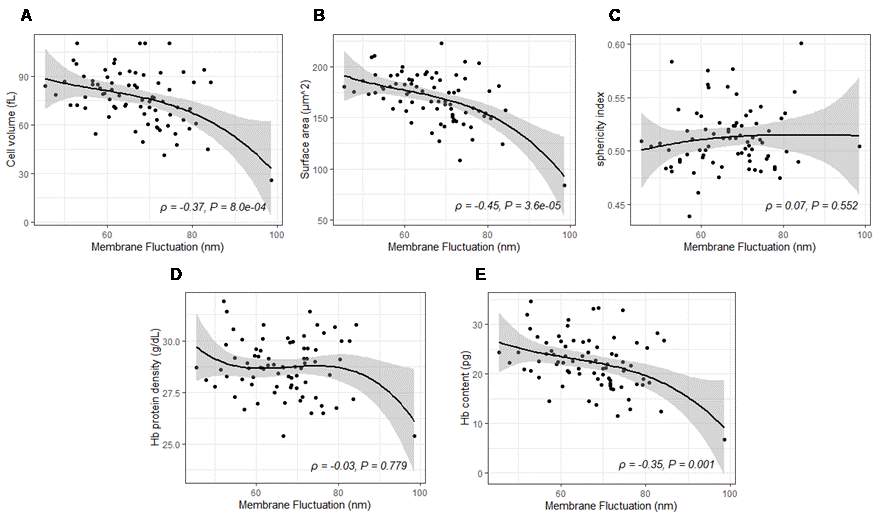 A
B
C
Cell volume (fL)
90
60
30
0
ρ = -0.37, P = 8.0e-04
60
80
100
Membrane Fluctuation (nm)
Surface area (µm^2)
200
150
100
50
ρ = -0.45, P = 3.6e-05
60
80
100
Membrane Fluctuation (nm)
sphericity index
0.60
0.55
0.50
0.45
ρ = 0.07, P = 0.552
60
80
100
Membrane Fluctuation (nm)
D
E
Hb protein density (g/dL)
30.0
27.5
25.0
ρ = -0.03, P = 0.779
60
80
100
Membrane Fluctuation (nm)
Hb content (pg)
30
20
10
0
ρ = -0.35, P = 0.001
60
80
100
Membrane Fluctuation (nm)